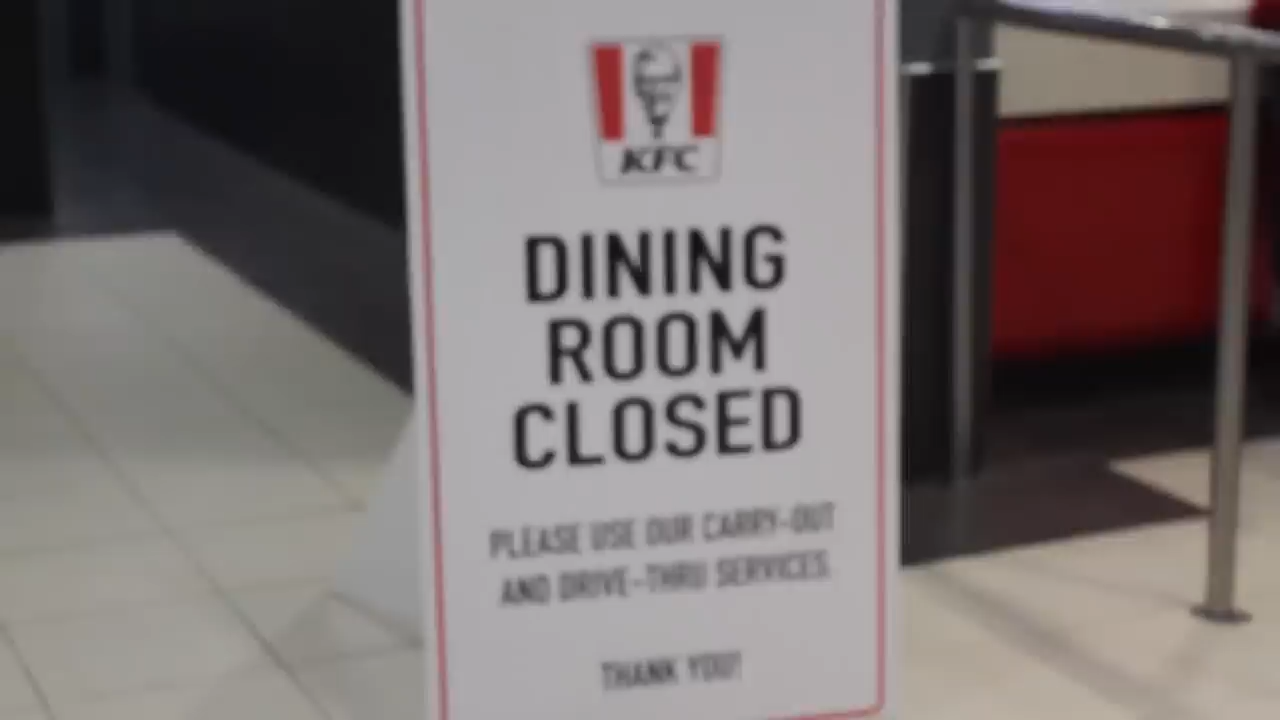 KFC
DINING
ROOM
CLOSED
PLEASE USE OUR CARRY-OUT
AND DRIVE-THRU SERVICES.
THANK YOU!